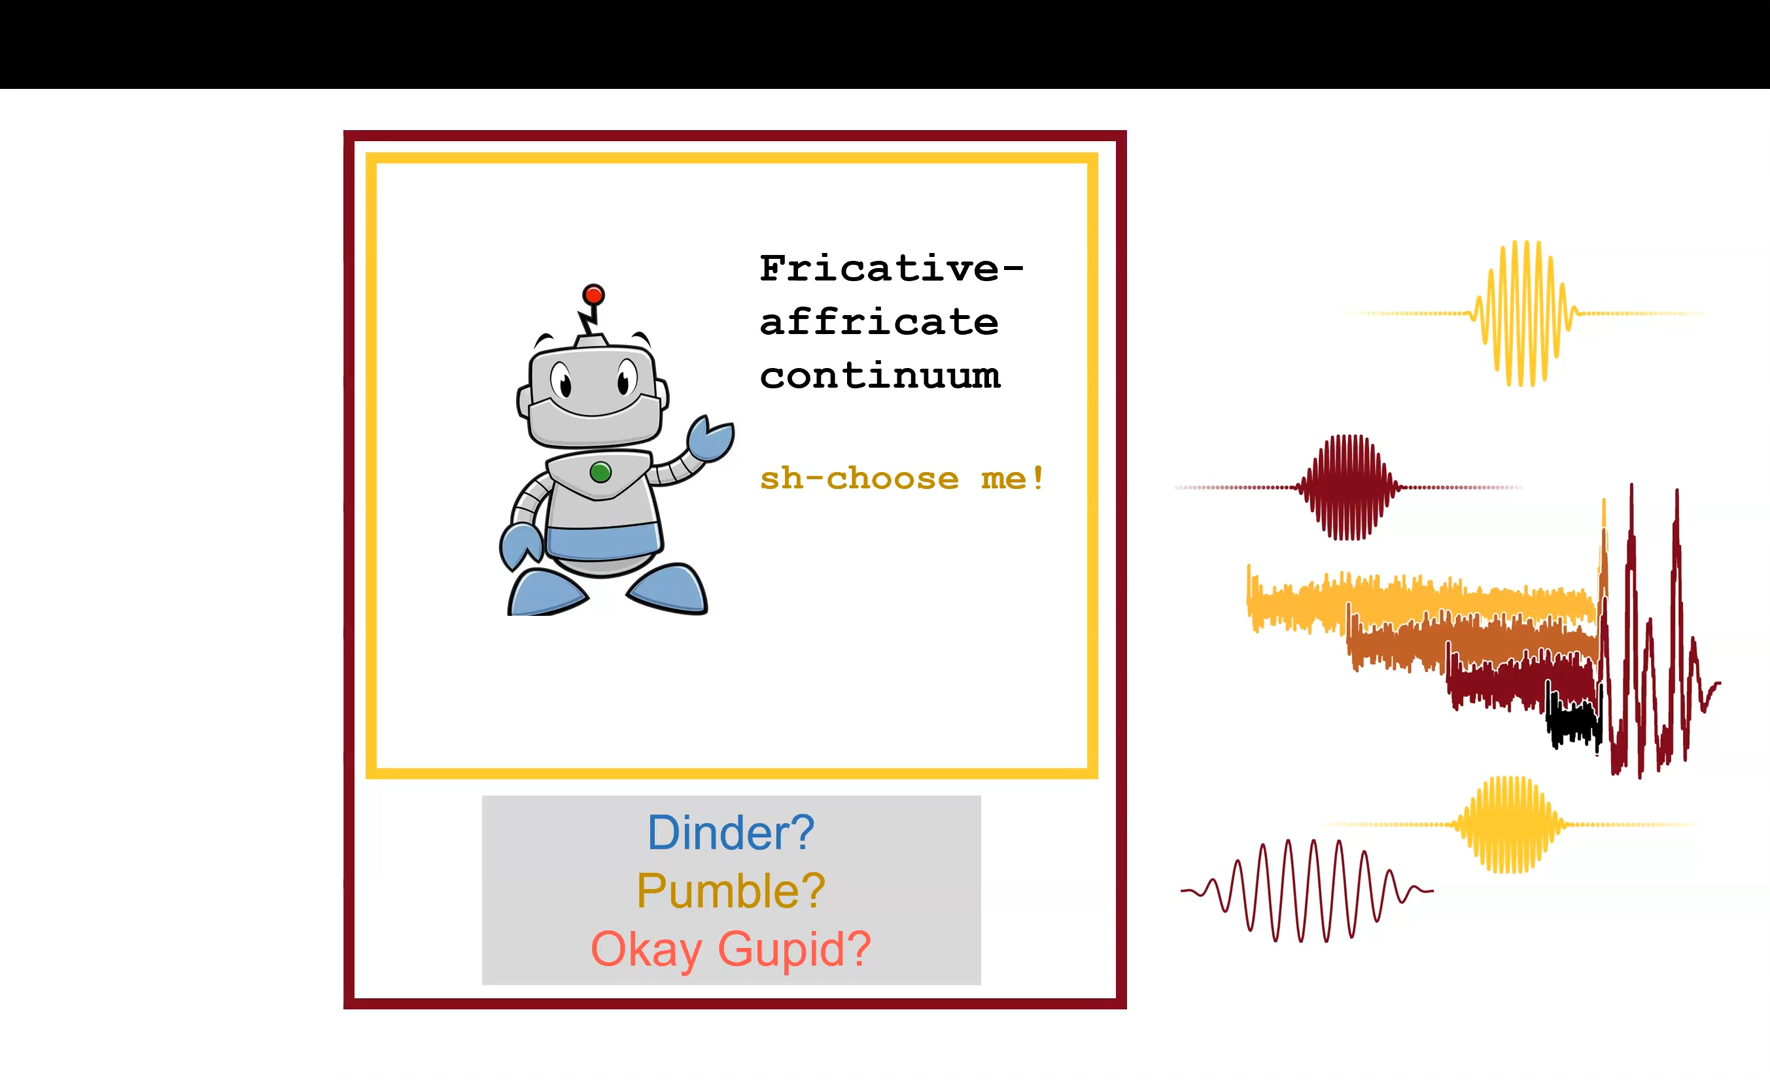 Fricative-
affricate
continuum
sh-choose me!
Dinder?
Pumble?
Okay Gupid?